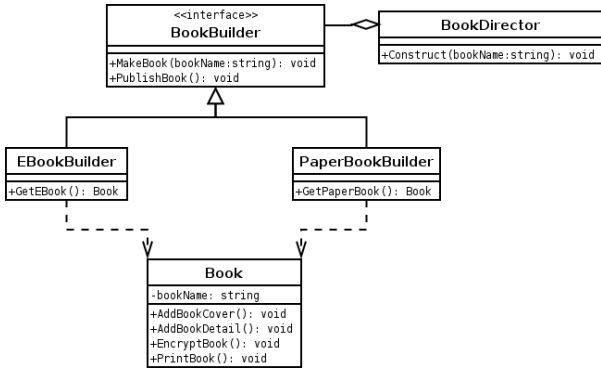 <<interface>>
BookBuilder
+MakeBook(bookName:string): void
+PublishBook(): void
BookDirector
+Construct(bookName:string): void
EBookBuilder
+GetEBook(): Book
PaperBookBuilder
+GetPaperBook(): Book
Book
-bookName: string
+AddBookCover(): void
+AddBookDetail(): void
+EncryptBook(): void
+PrintBook(): void